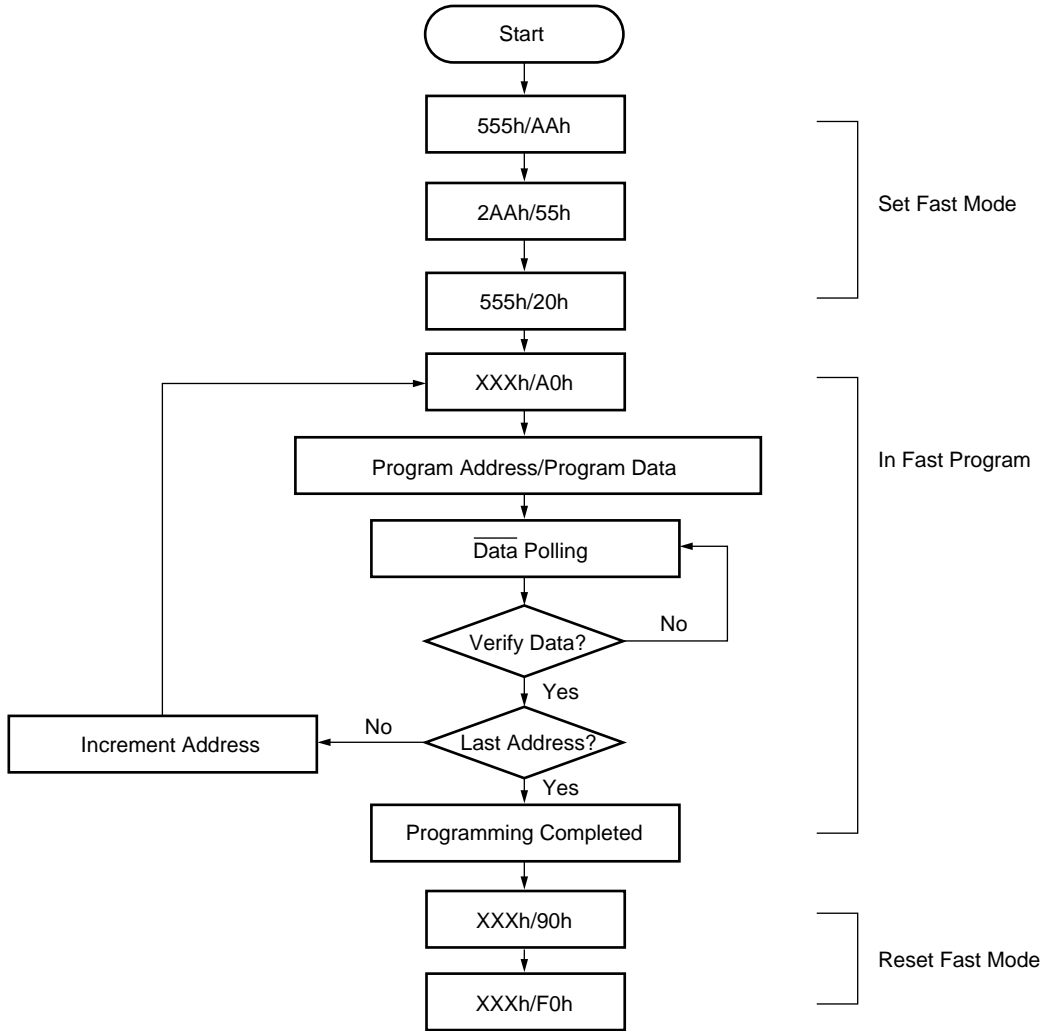 Start
555h/AAh
2AAh/55h
Set Fast Mode
555h/20h
XXXh/A0h
Program Address/Program Data
In Fast Program
Data Polling
Verify Data?
No
Yes
Increment Address
No
Last Address?
Yes
Programming Completed
XXXh/90h
Reset Fast Mode
XXXh/F0h